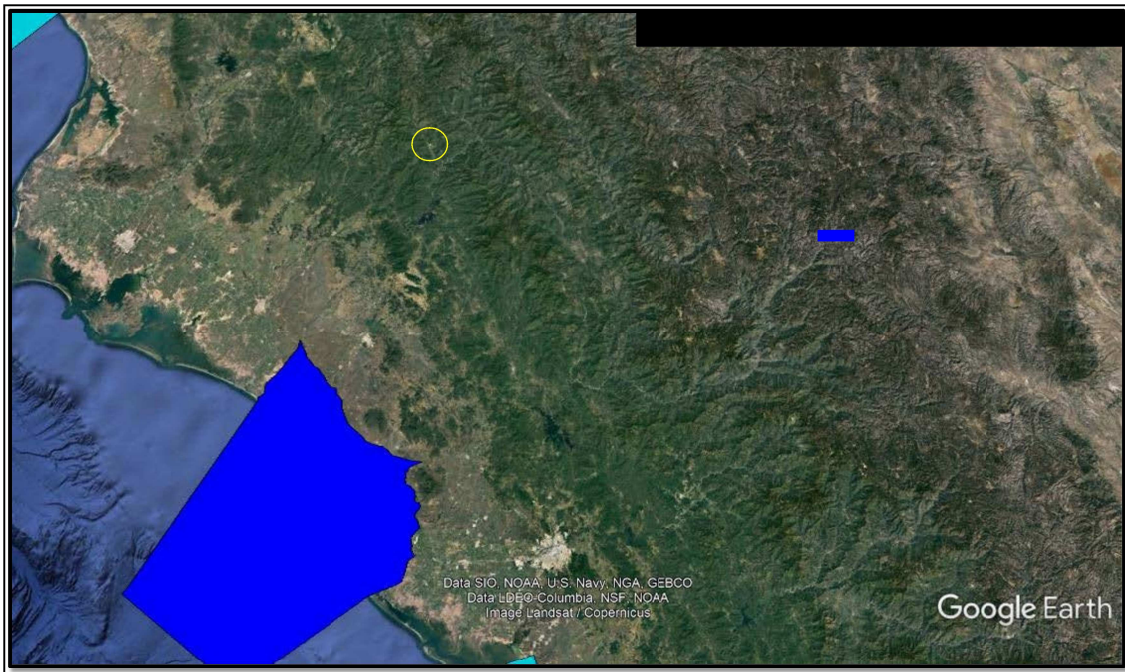 Data SIO, NOAA, U.S. Navy, NGA, GEBCO
Data LDEO-Columbia, NSF, NOAA
Image Landsat / Copernicus
Google Earth